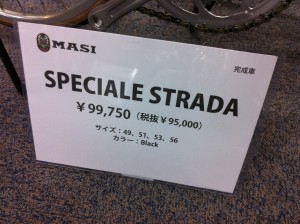 MASI
完成車
SPECIALE STRADA
￥99,750（税抜￥95,000）
サイズ：49、51、53、56
カラー：Black